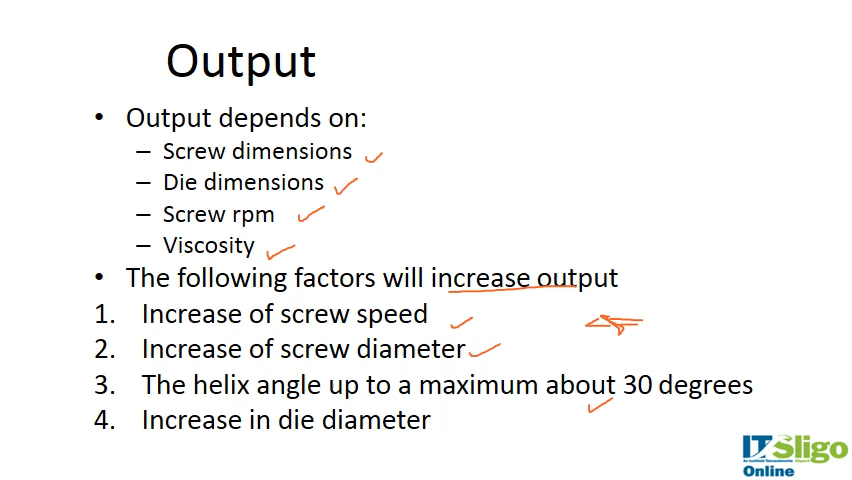 Output
• Output depends on:
– Screw dimensions
– Die dimensions
– Screw rpm
– Viscosity
• The following factors will increase output
1. Increase of screw speed
2. Increase of screw diameter
3. The helix angle up to a maximum about 30 degrees
4. Increase in die diameter
ITSligo
Online